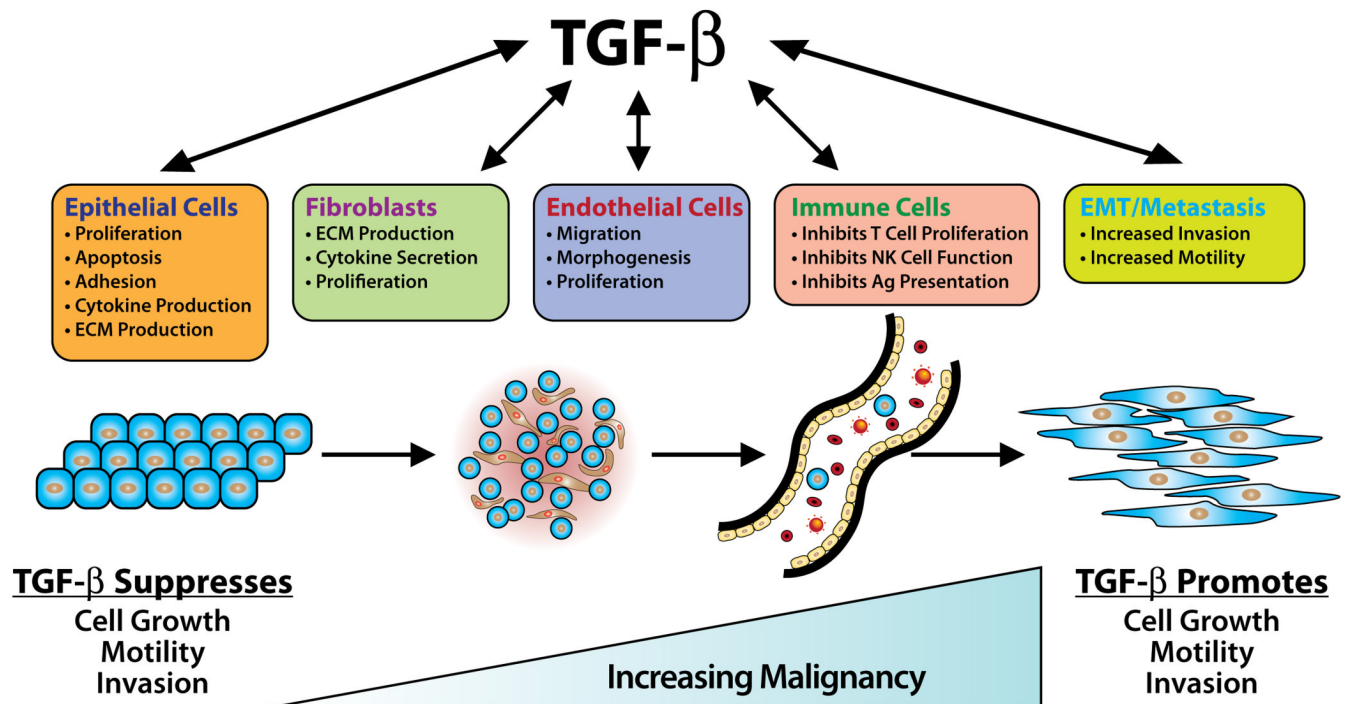 TGF-β
Epithelial Cells
• Proliferation
• Apoptosis
• Adhesion
• Cytokine Production
• ECM Production
Fibroblasts
• ECM Production
• Cytokine Secretion
• Prolifieration
Endothelial Cells
• Migration
• Morphogenesis
• Proliferation
Immune Cells
• Inhibits T Cell Proliferation
• Inhibits NK Cell Function
• Inhibits Ag Presentation
EMT/Metastasis
• Increased Invasion
• Increased Motility
TGF-β Suppresses
Cell Growth
Motility
Invasion
Increasing Malignancy
TGF-β Promotes
Cell Growth
Motility
Invasion